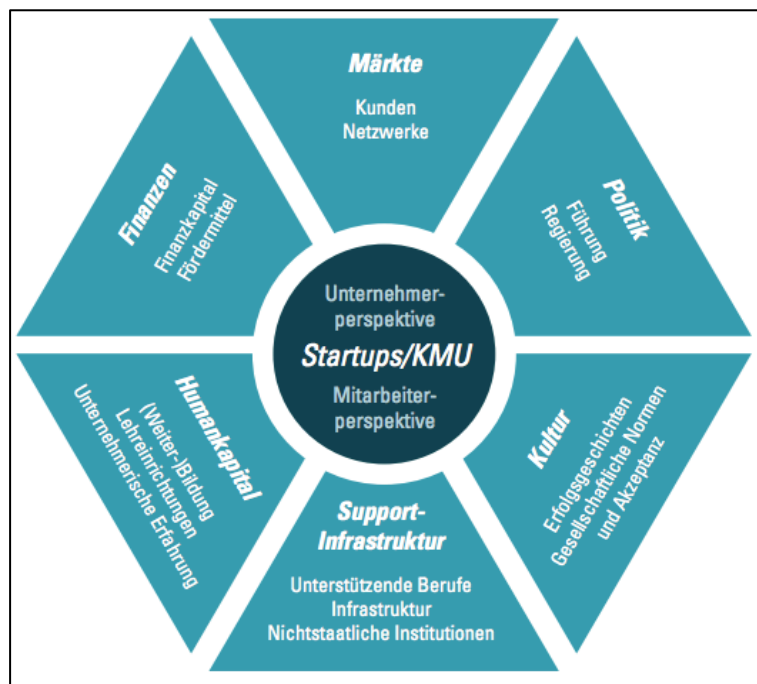 Märkte
Kunden
Netzwerke
Politik
Führung
Regierung
Kultur
Erfolgsgeschichten
Gesellschaftliche Normen
und Akzeptanz
Support-
Infrastruktur
Unterstützende Berufe
Infrastruktur
Nichtstaatliche Institutionen
Humankapital
(Weiter-)Bildung
Lehreinrichtungen
Unternehmerische Erfahrung
Finanzen
Finanzkapital
Fördermittel
Unternehmer-
perspektive
Startups/KMU
Mitarbeiter-
perspektive